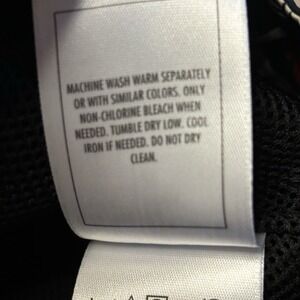 MACHINE WASH WARM SEPARATELY
OR WITH SIMILAR COLORS. ONLY
NON-CHLORINE BLEACH WHEN
NEEDED. TUMBLE DRY LOW. COOL
IRON IF NEEDED. DO NOT DRY
CLEAN.